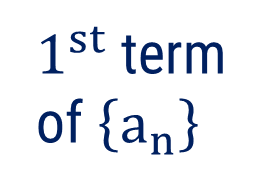 1ˢᵗ term
of {aₙ}